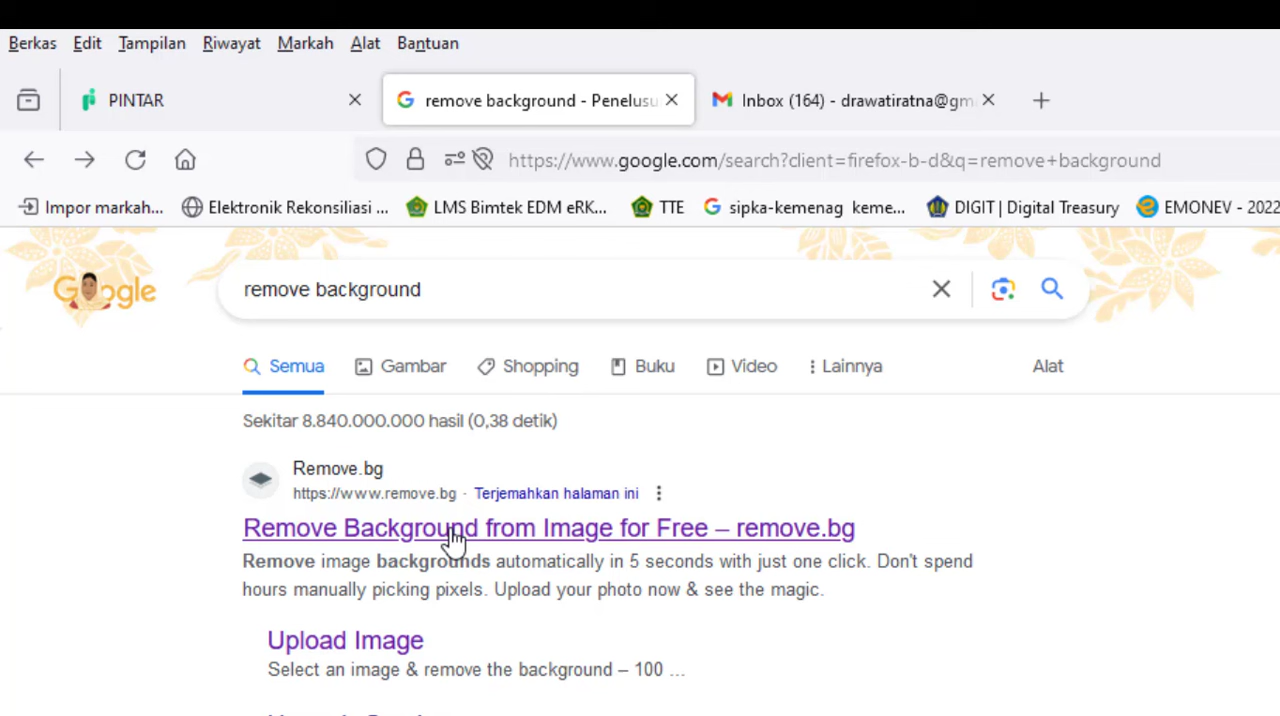 Berkas Edit Tampilan Riwayat Markah Alat Bantuan
PINTAR remove background - Penelusu Inbox (164) - drawatiratna@gm
https://www.google.com/search?client=firefox-b-d&q=remove+background
Impor markah... Elektronik Rekonsiliasi ... LMS Bimtek EDM eRK... TTE sipka-kemenag keme... DIGIT | Digital Treasury EMONEV - 2022
Google remove background
Semua Gambar Shopping Buku Video Lainnya Alat
Sekitar 8.840.000.000 hasil (0,38 detik)
Remove.bg
https://www.remove.bg · Terjemahkan halaman ini
Remove Background from Image for Free – remove.bg
Remove image backgrounds automatically in 5 seconds with just one click. Don't spend
hours manually picking pixels. Upload your photo now & see the magic.
Upload Image
Select an image & remove the background – 100 ...